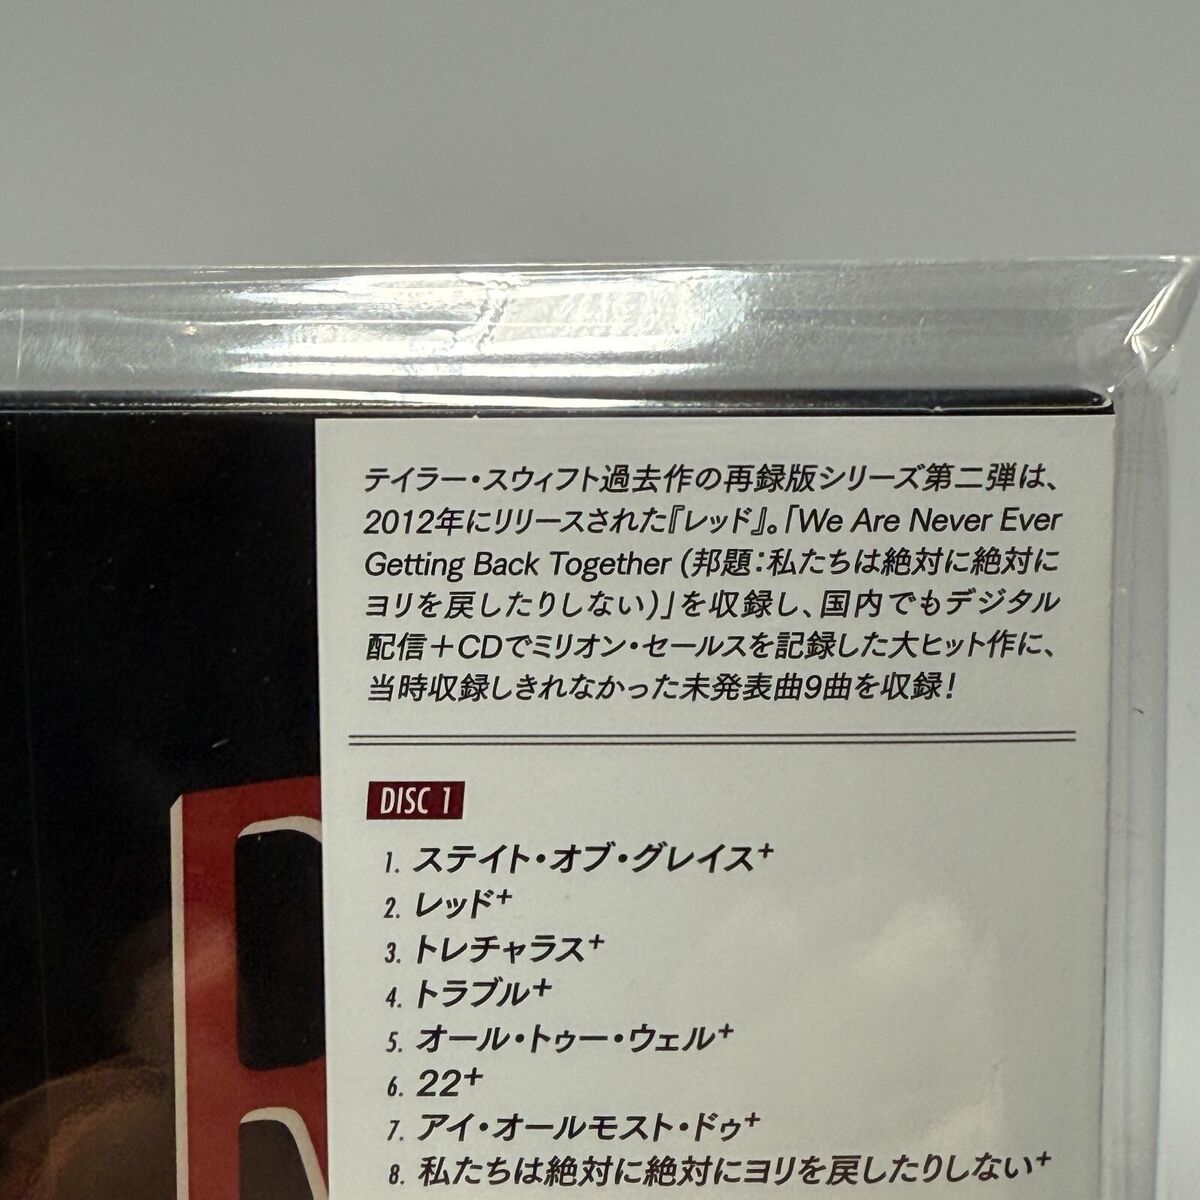 テイラー・スウィフト過去作の再録版シリーズ第二弾は、
2012年にリリースされた『レッド』。「We Are Never Ever
Getting Back Together (邦題：私たちは絶対に絶対に
ヨリを戻したりしない)」を収録し、国内でもデジタル
配信＋CDでミリオン・セールスを記録した大ヒット作に、
当時収録しきれなかった未発表曲9曲を収録！
DISC 1
1. ステイト・オブ・グレイス+
2. レッド+
3. トレチャラス+
4. トラブル+
5. オール・トゥー・ウェル+
6. 22+
7. アイ・オールモスト・ドゥ+
8. 私たちは絶対に絶対にヨリを戻したりしない+